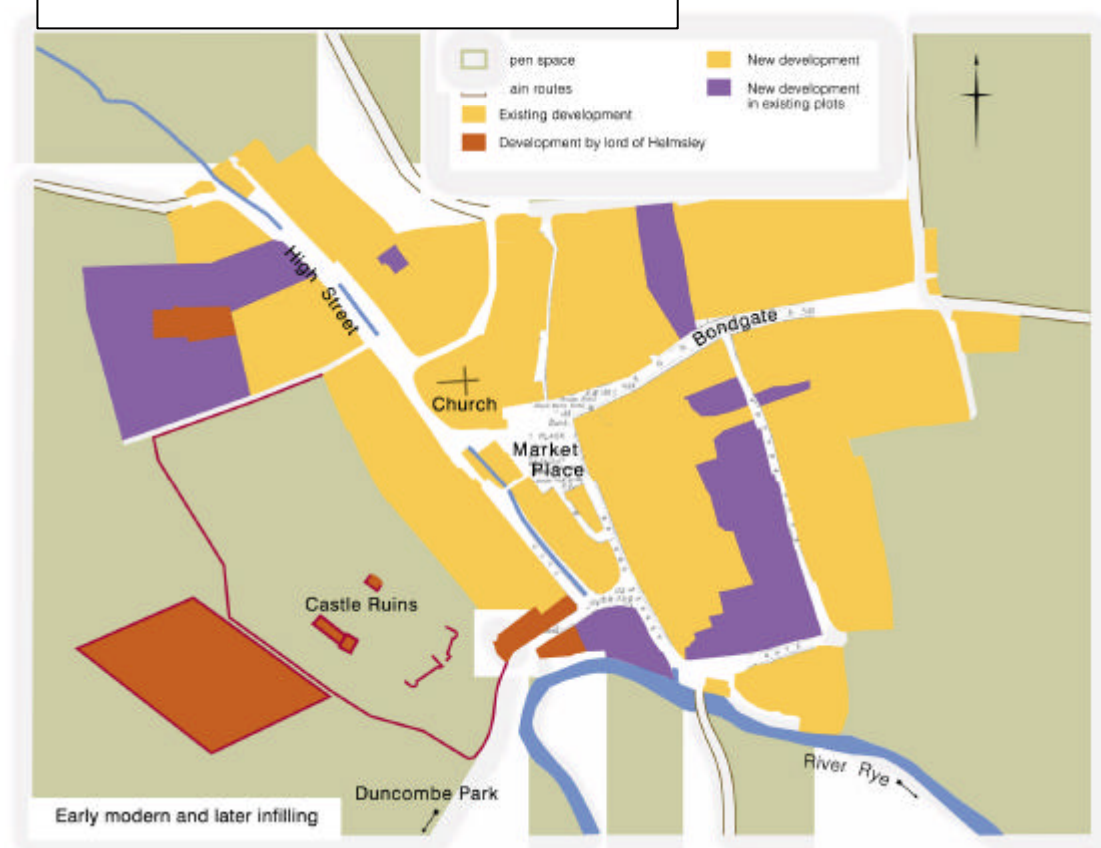 pen space
ain routes
Existing development
Development by lord of Helmsley
New development
New development
in existing plots
High Street
Bondgate
Church
Market
Place
Castle Ruins
River Rye
Duncombe Park
Early modern and later infilling